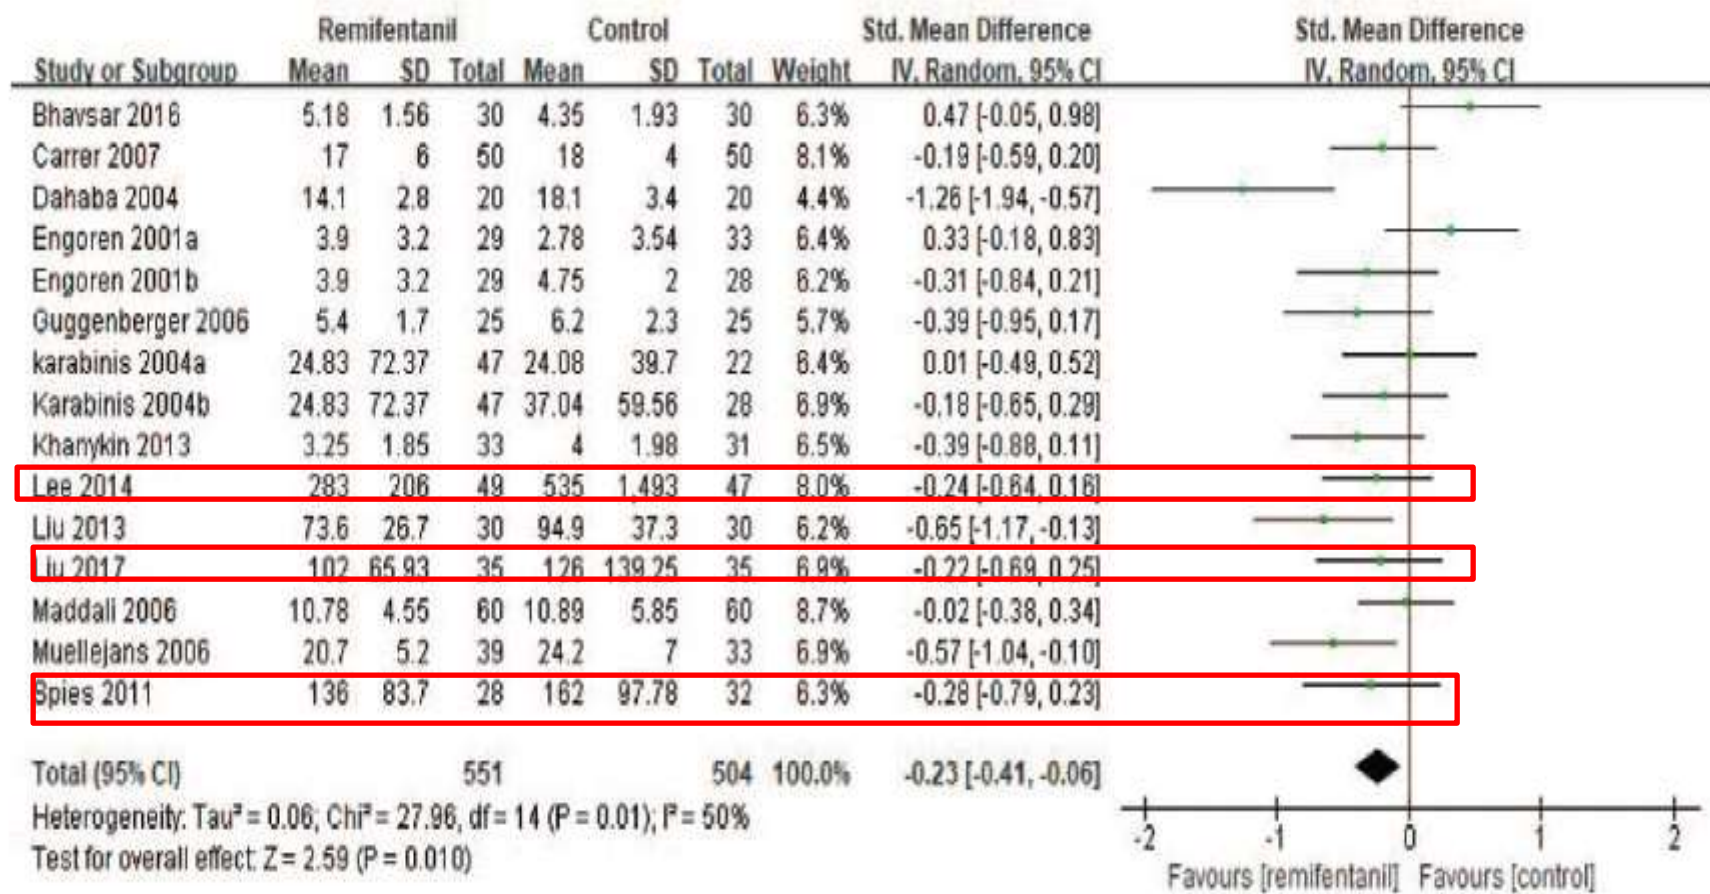 Remifentanil Control Std. Mean Difference Std. Mean Difference
Study or Subgroup Mean SD Total Mean SD Total Weight IV, Random, 95% CI IV, Random, 95% CI
Bhavsar 2016 5.18 1.56 30 4.35 1.93 30 6.3% 0.47 [-0.05, 0.98]
Carrer 2007 17 6 50 18 4 50 8.1% -0.19 [-0.59, 0.20]
Dahaba 2004 14.1 2.8 20 18.1 3.4 20 4.4% -1.26 [-1.94, -0.57]
Engoren 2001a 3.9 3.2 29 2.78 3.54 33 6.4% 0.33 [-0.18, 0.83]
Engoren 2001b 3.9 3.2 29 4.75 2 28 6.2% -0.31 [-0.84, 0.21]
Guggenberger 2006 5.4 1.7 25 6.2 2.3 25 5.7% -0.39 [-0.95, 0.17]
karabinis 2004a 24.83 72.37 47 24.08 39.7 22 6.4% 0.01 [-0.49, 0.52]
Karabinis 2004b 24.83 72.37 47 37.04 59.56 28 6.9% -0.18 [-0.65, 0.29]
Khanykin 2013 3.25 1.85 33 4 1.98 31 6.5% -0.39 [-0.88, 0.11]
Lee 2014 283 206 49 535 1,493 47 8.0% -0.24 [-0.64, 0.16]
Liu 2013 73.6 26.7 30 94.9 37.3 30 6.2% -0.65 [-1.17, -0.13]
Liu 2017 102 65.93 35 126 139.25 35 6.9% -0.22 [-0.69, 0.25]
Maddali 2006 10.78 4.55 60 10.89 5.85 60 8.7% -0.02 [-0.38, 0.34]
Muellejans 2006 20.7 5.2 39 24.2 7 33 6.9% -0.57 [-1.04, -0.10]
Spies 2011 136 83.7 28 162 97.78 32 6.3% -0.28 [-0.79, 0.23]
Total (95% CI) 551 504 100.0% -0.23 [-0.41, -0.06]
Heterogeneity: Tau² = 0.06; Chi² = 27.96, df = 14 (P = 0.01); I² = 50%
Test for overall effect: Z = 2.59 (P = 0.010)
-2 -1 0 1 2
Favours [remifentanil] Favours [control]